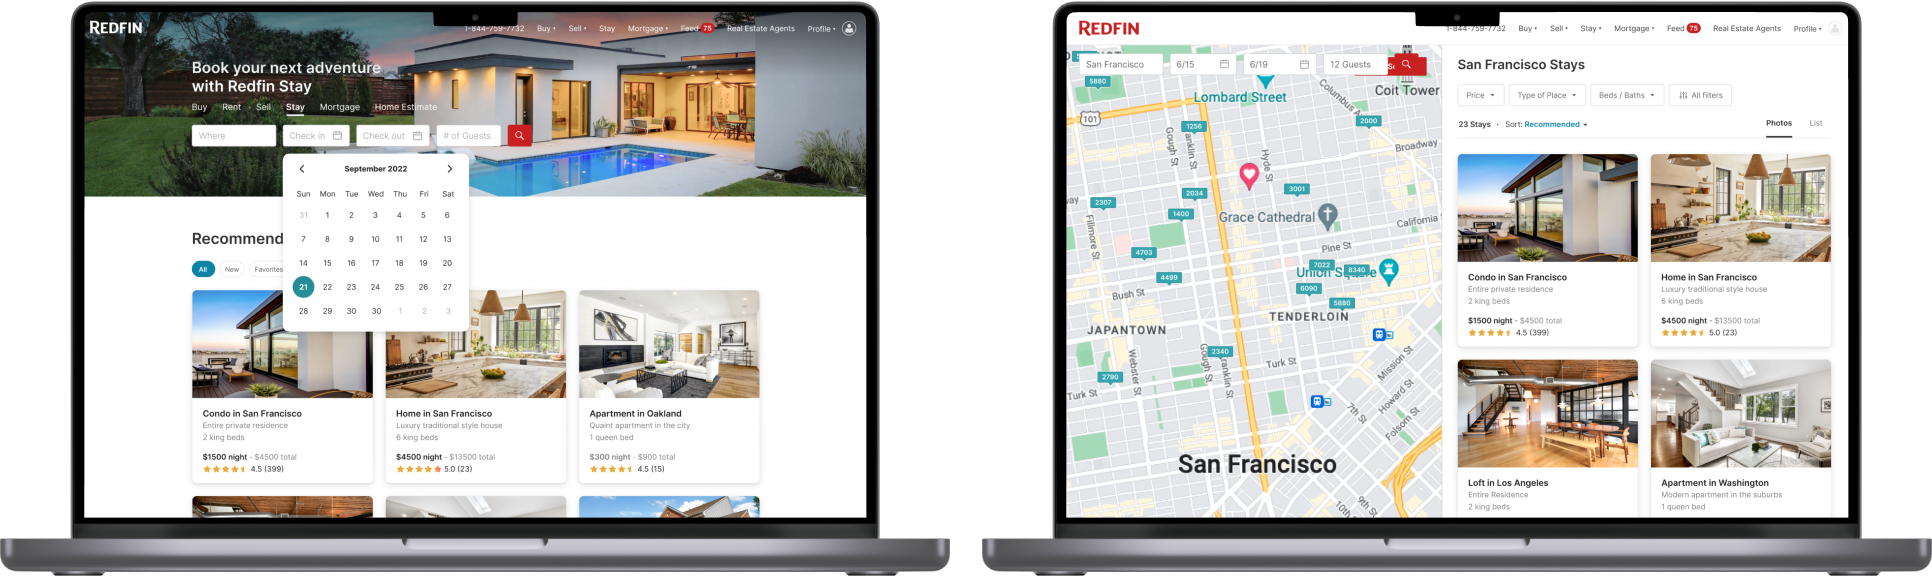 REDFIN
1-844-759-7732 Buy Sell Stay Mortgage Feed 75 Real Estate Agents Profile
Book your next adventure
with Redfin Stay
Buy Rent Sell Stay Mortgage Home Estimate
Where Check in Check out # of Guests
September 2022
Sun Mon Tue Wed Thu Fri Sat
31 1 2 3 4 5 6
7 8 9 10 11 12 13
14 15 16 17 18 19 20
21 22 23 24 25 26 27
28 29 30 30 1 2 3
Recommend
All New Favorites
Condo in San Francisco
Entire private residence
2 king beds
$1500 night - $4500 total
4.5 (399)
Home in San Francisco
Luxury traditional style house
6 king beds
$4500 night - $13500 total
5.0 (23)
Apartment in Oakland
Quaint apartment in the city
1 queen bed
$300 night - $900 total
4.5 (15)
REDFIN
1-844-759-7732 Buy Sell Stay Mortgage Feed 75 Real Estate Agents Profile
San Francisco 6/15 6/19 12 Guests
5880
Lombard Street
Columbus
Coit Tower
101
1256
2000
Gough St
Franklin St
Hyde St
Broadway
3001
2034
2307
1400
Grace Cathedral
California
Fillmore St
Pine St
4703
7022
8340
Union Square
4499
6090
Bush St
5880
TENDERLOIN
JAPANTOWN
2340
Webster St
Gough St
Franklin St
Turk St
Mission St
2790
Turk St
Howard St
7th St
Folsom St
San Francisco
9th St
San Francisco Stays
Price Type of Place Beds / Baths All filters
23 Stays · Sort: Recommended Photos List
Condo in San Francisco
Entire private residence
2 king beds
$1500 night - $4500 total
4.5 (399)
Home in San Francisco
Luxury traditional style house
6 king beds
$4500 night - $13500 total
5.0 (23)
Loft in Los Angeles
Entire Residence
2 king beds
Apartment in Washington
Modern apartment in the suburbs
1 queen bed